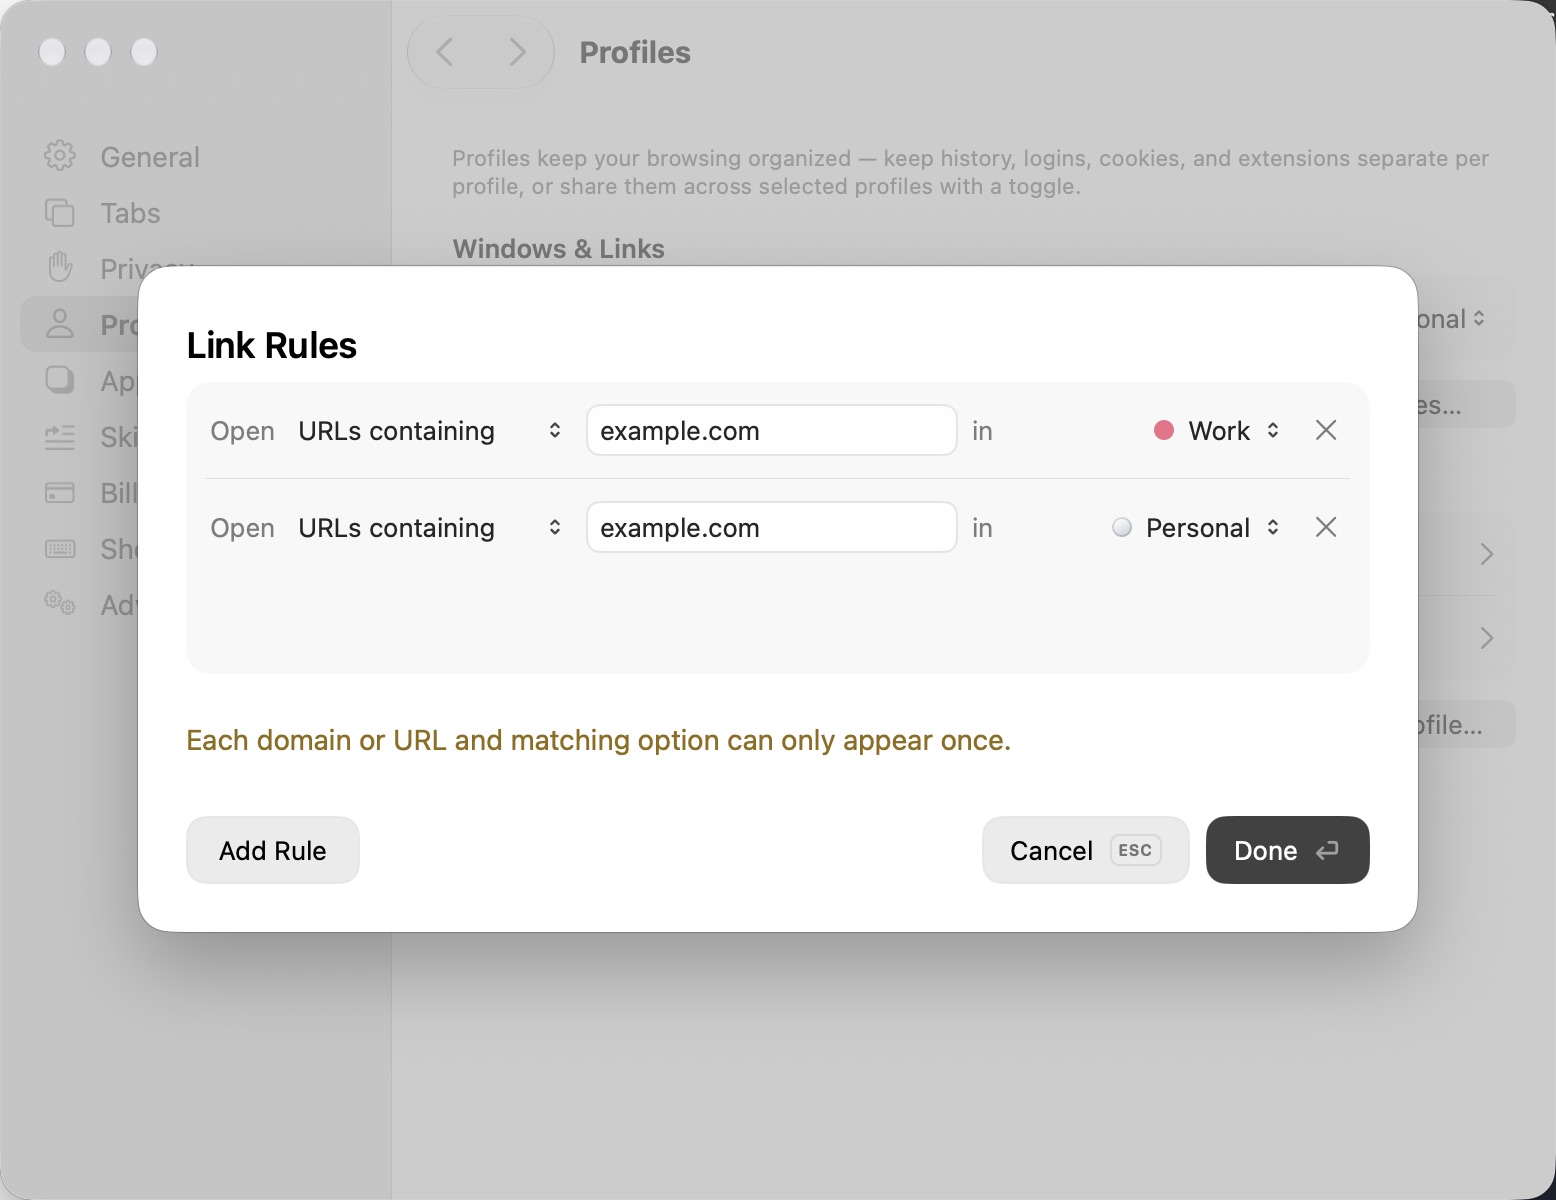 Profiles
General
Tabs
Profiles keep your browsing organized — keep history, logins, cookies, and extensions separate per
profile, or share them across selected profiles with a toggle.
Windows & Links
Link Rules
Open URLs containing example.com in Work
Open URLs containing example.com in Personal
Each domain or URL and matching option can only appear once.
Add Rule
Cancel ESC
Done